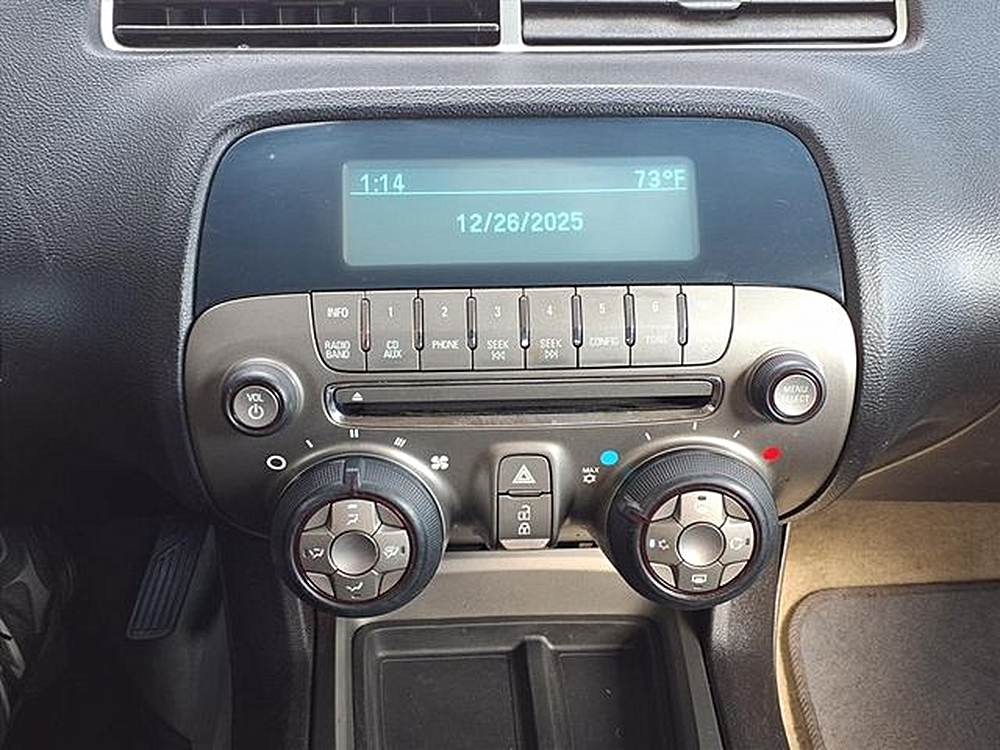 1:14 73°F
12/26/2025
INFO 1 2 3 4 5 6
RADIO BAND CD AUX PHONE SEEK SEEK CONFIG TONE
VOL
MENU
SELECT
MAX